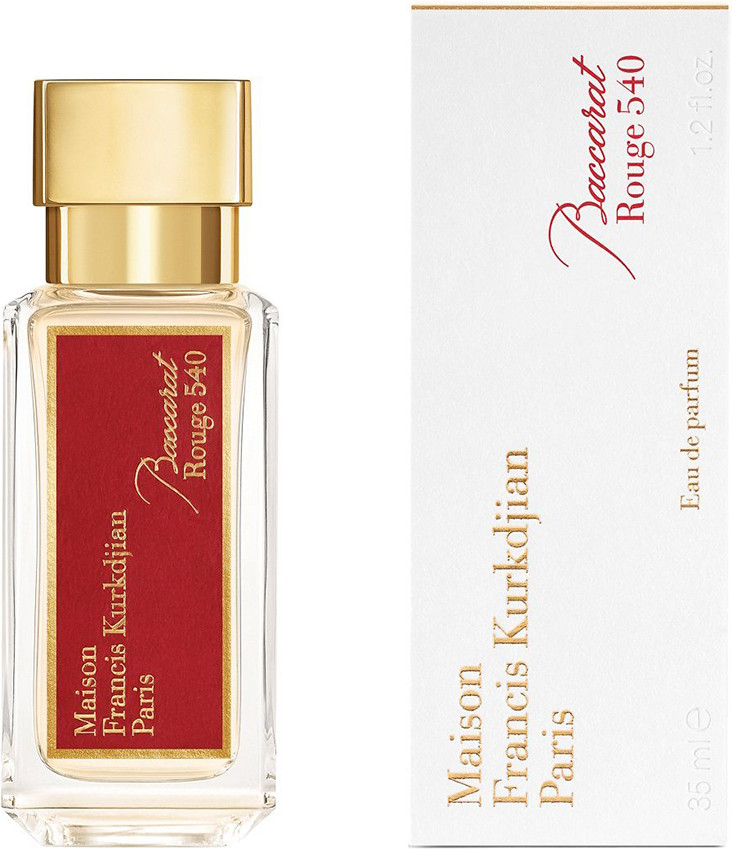 Maison
Francis Kurkdjian
Paris
Baccarat
Rouge 540
Maison
Francis Kurkdjian
Paris
Eau de parfum
Baccarat
Rouge 540
35 ml e
1.2 fl.oz.